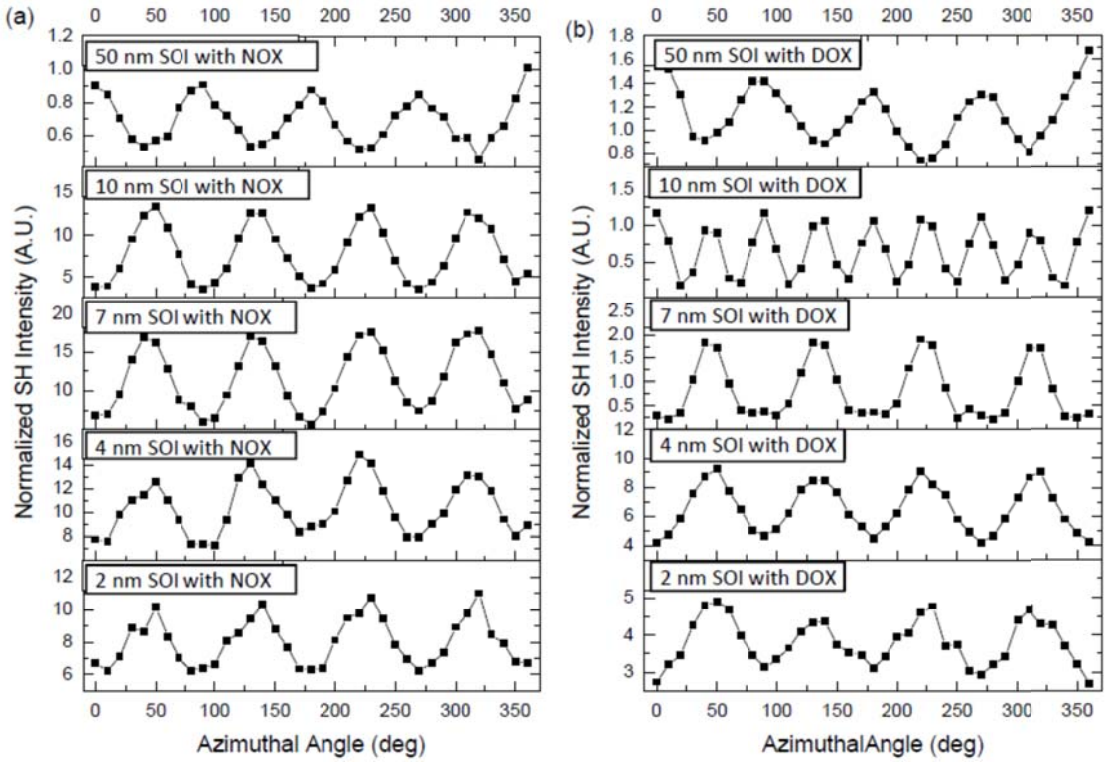 (a)
0 50 100 150 200 250 300 350
1.2
1.0
0.8
0.6
50 nm SOI with NOX
15
10
5
10 nm SOI with NOX
20
15
10
7 nm SOI with NOX
16
14
12
10
8
4 nm SOI with NOX
12
10
8
6
2 nm SOI with NOX
Normalized SH Intensity (A.U.)
0 50 100 150 200 250 300 350
Azimuthal Angle (deg)
(b)
0 50 100 150 200 250 300 350
1.8
1.6
1.4
1.2
1.0
0.8
50 nm SOI with DOX
1.5
1.0
0.5
10 nm SOI with DOX
2.5
2.0
1.5
1.0
0.5
7 nm SOI with DOX
12
10
8
6
4
4 nm SOI with DOX
5
4
3
2 nm SOI with DOX
Normalized SH Intensity (A.U.)
0 50 100 150 200 250 300 350
AzimuthalAngle (deg)